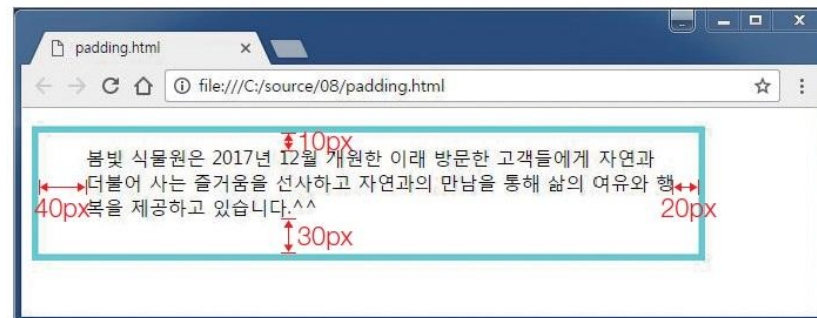 padding.html
file:///C:/source/08/padding.html
10px
봄빛 식물원은 2017년 12월 개원한 이래 방문한 고객들에게 자연과
더불어 사는 즐거움을 선사하고 자연과의 만남을 통해 삶의 여유와 행
40px
복을 제공하고 있습니다.^^
20px
30px